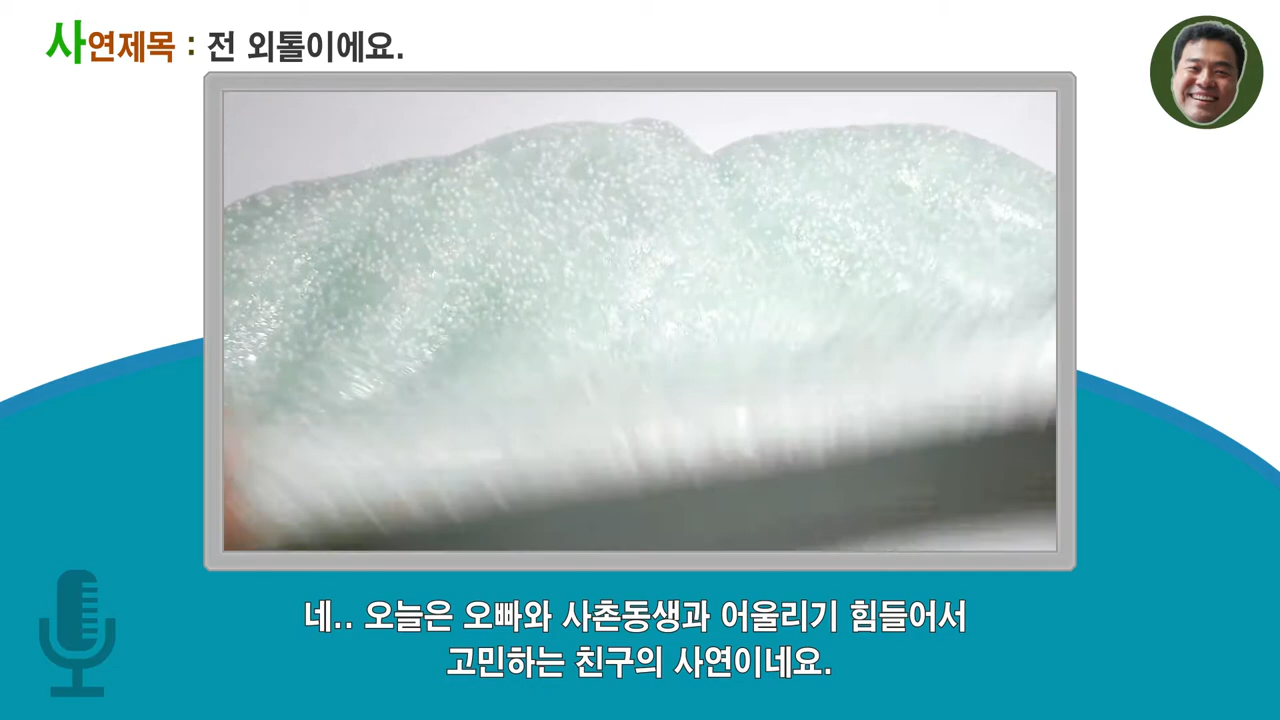 사연제목 : 전 외톨이에요.
네.. 오늘은 오빠와 사촌동생과 어울리기 힘들어서
고민하는 친구의 사연이네요.